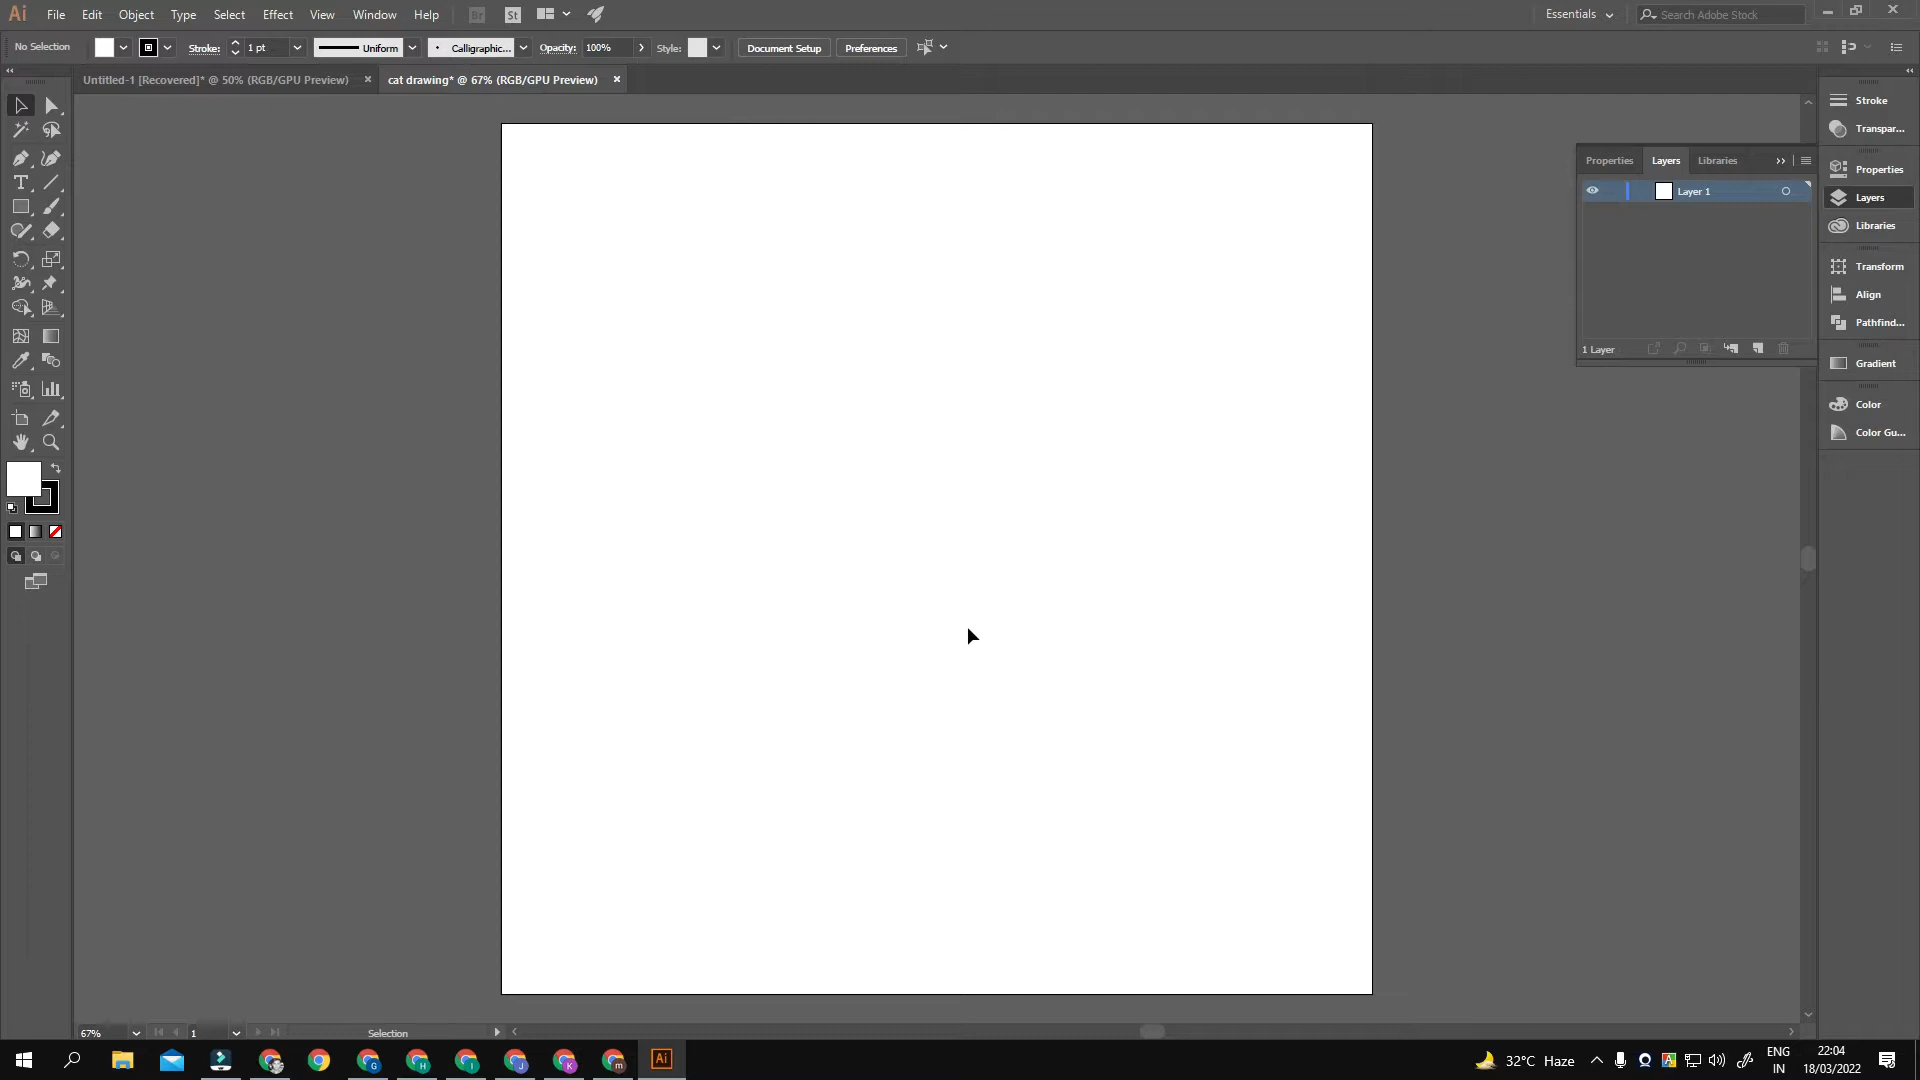 Ai File Edit Object Type Select Effect View Window Help Br St Essentials Search Adobe Stock
No Selection Stroke: 1 pt Uniform Calligraphic... Opacity: 100% Style: Document Setup Preferences
Untitled-1 [Recovered]* @ 50% (RGB/GPU Preview) × cat drawing* @ 67% (RGB/GPU Preview) ×
Stroke
Transpar...
Properties Layers Libraries
Properties
Layer 1
Layers
Libraries
Transform
Align
Pathfind...
1 Layer
Gradient
Color
Color Gu...
67% 1 Selection
G H I J K m Ai 32°C Haze A ENG 22:04
IN 18/03/2022